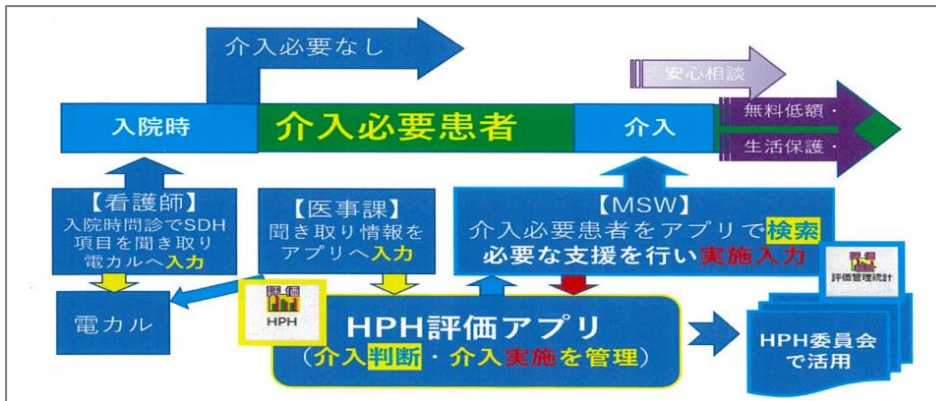 介入必要なし
安心相談
入院時
介入必要患者
介入
無料低額・
生活保護・
【看護師】
入院時問診でSDH
項目を聞き取り
電カルへ入力
【医事課】
聞き取り情報を
アプリへ入力
【MSW】
介入必要患者をアプリで検索
必要な支援を行い実施入力
電カル
評価
HPH
HPH評価アプリ
(介入判断・介入実施を管理)
評価
評価管理統計
HPH委員会
で活用